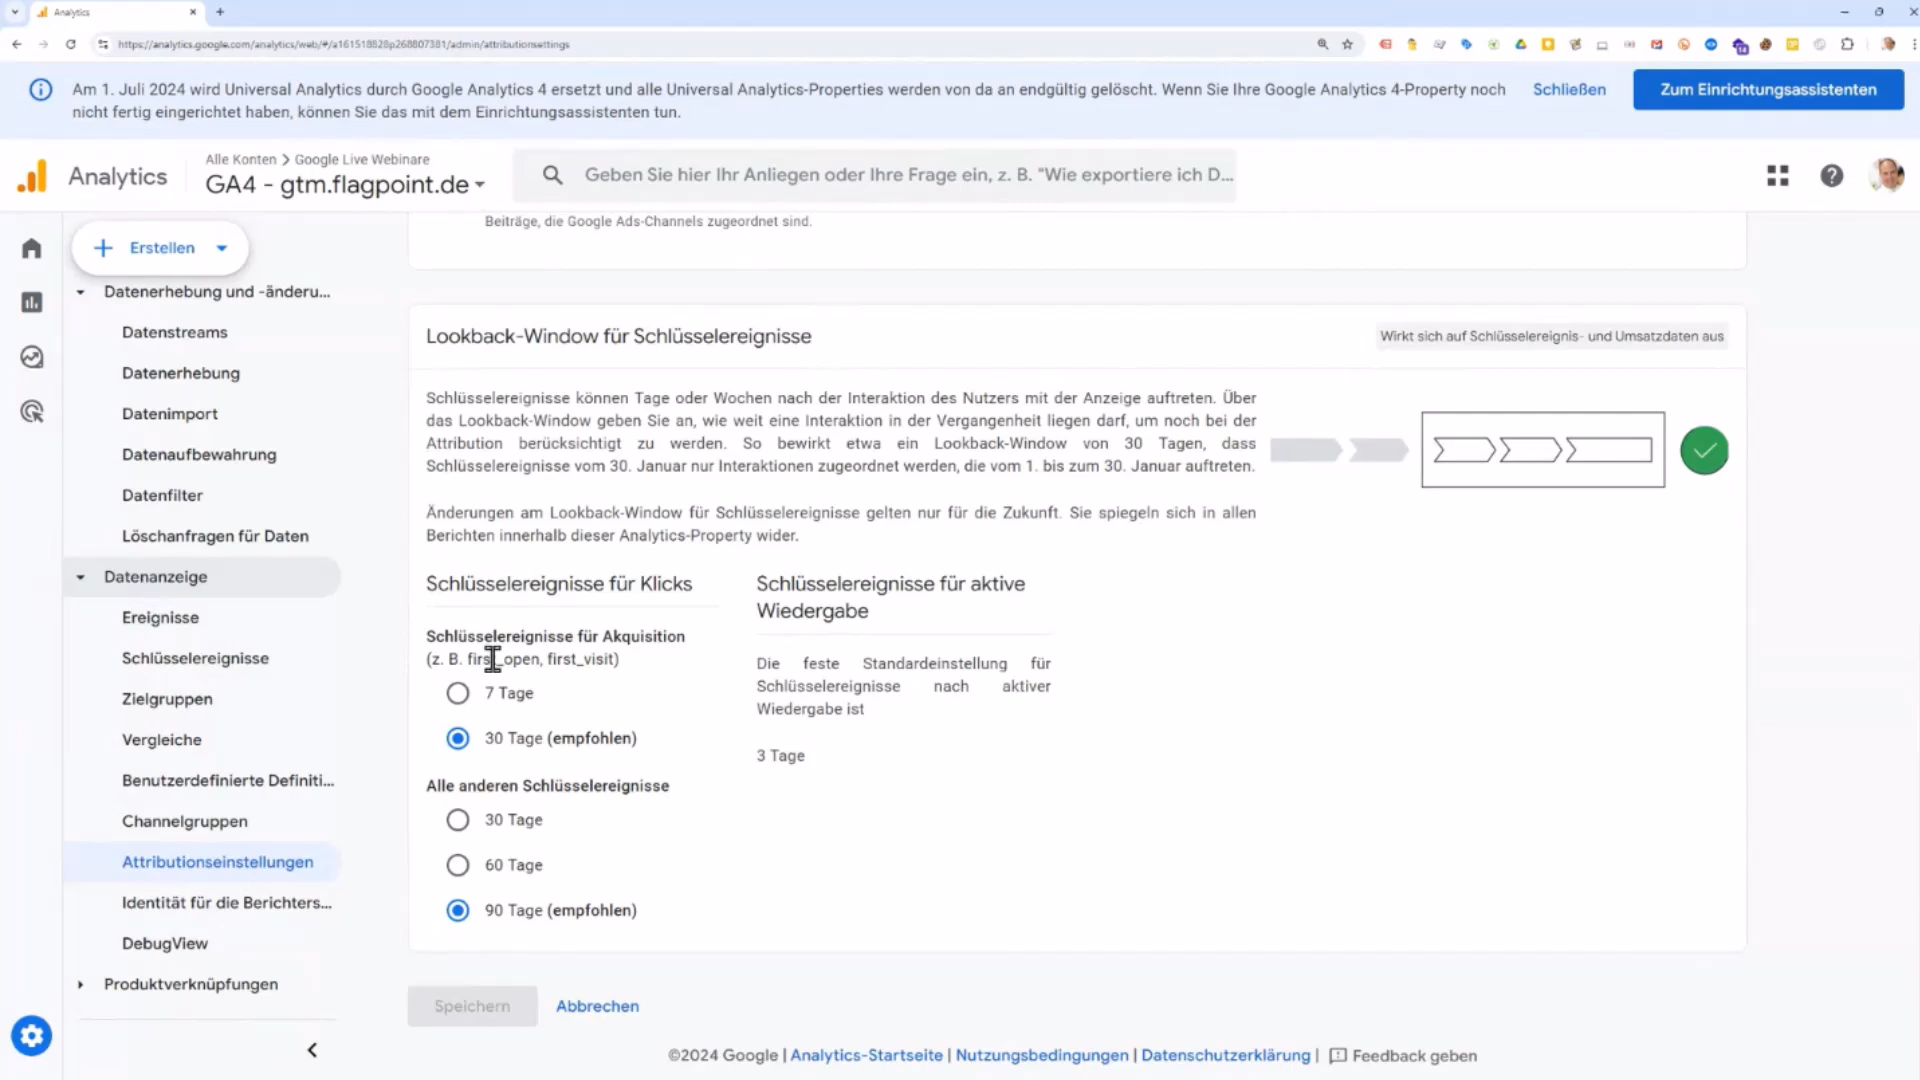 Analytics
https://analytics.google.com/analytics/web/#/a161518828p268807381/admin/attributionsettings
Am 1. Juli 2024 wird Universal Analytics durch Google Analytics 4 ersetzt und alle Universal Analytics-Properties werden von da an endgültig gelöscht. Wenn Sie Ihre Google Analytics 4-Property noch
nicht fertig eingerichtet haben, können Sie das mit dem Einrichtungsassistenten tun.
Schließen
Zum Einrichtungsassistenten
Analytics
Alle Konten > Google Live Webinare
GA4 - gtm.flagpoint.de
Geben Sie hier Ihr Anliegen oder Ihre Frage ein, z. B. "Wie exportiere ich D...
Erstellen
Datenerhebung und -änderu...
Datenstreams
Datenerhebung
Datenimport
Datenaufbewahrung
Datenfilter
Löschanfragen für Daten
Datenanzeige
Ereignisse
Schlüsselereignisse
Zielgruppen
Vergleiche
Benutzerdefinierte Definiti...
Channelgruppen
Attributionseinstellungen
Identität für die Berichters...
DebugView
Produktverknüpfungen
Beiträge, die Google Ads-Channels zugeordnet sind.
Lookback-Window für Schlüsselereignisse
Wirkt sich auf Schlüsselereignis- und Umsatzdaten aus
Schlüsselereignisse können Tage oder Wochen nach der Interaktion des Nutzers mit der Anzeige auftreten. Über
das Lookback-Window geben Sie an, wie weit eine Interaktion in der Vergangenheit liegen darf, um noch bei der
Attribution berücksichtigt zu werden. So bewirkt etwa ein Lookback-Window von 30 Tagen, dass
Schlüsselereignisse vom 30. Januar nur Interaktionen zugeordnet werden, die vom 1. bis zum 30. Januar auftreten.
Änderungen am Lookback-Window für Schlüsselereignisse gelten nur für die Zukunft. Sie spiegeln sich in allen
Berichten innerhalb dieser Analytics-Property wider.
Schlüsselereignisse für Klicks
Schlüsselereignisse für Akquisition
(z. B. first_open, first_visit)
7 Tage
30 Tage (empfohlen)
Alle anderen Schlüsselereignisse
30 Tage
60 Tage
90 Tage (empfohlen)
Schlüsselereignisse für aktive
Wiedergabe
Die feste Standardeinstellung für
Schlüsselereignisse nach aktiver
Wiedergabe ist
3 Tage
Speichern
Abbrechen
©2024 Google | Analytics-Startseite | Nutzungsbedingungen | Datenschutzerklärung | Feedback geben